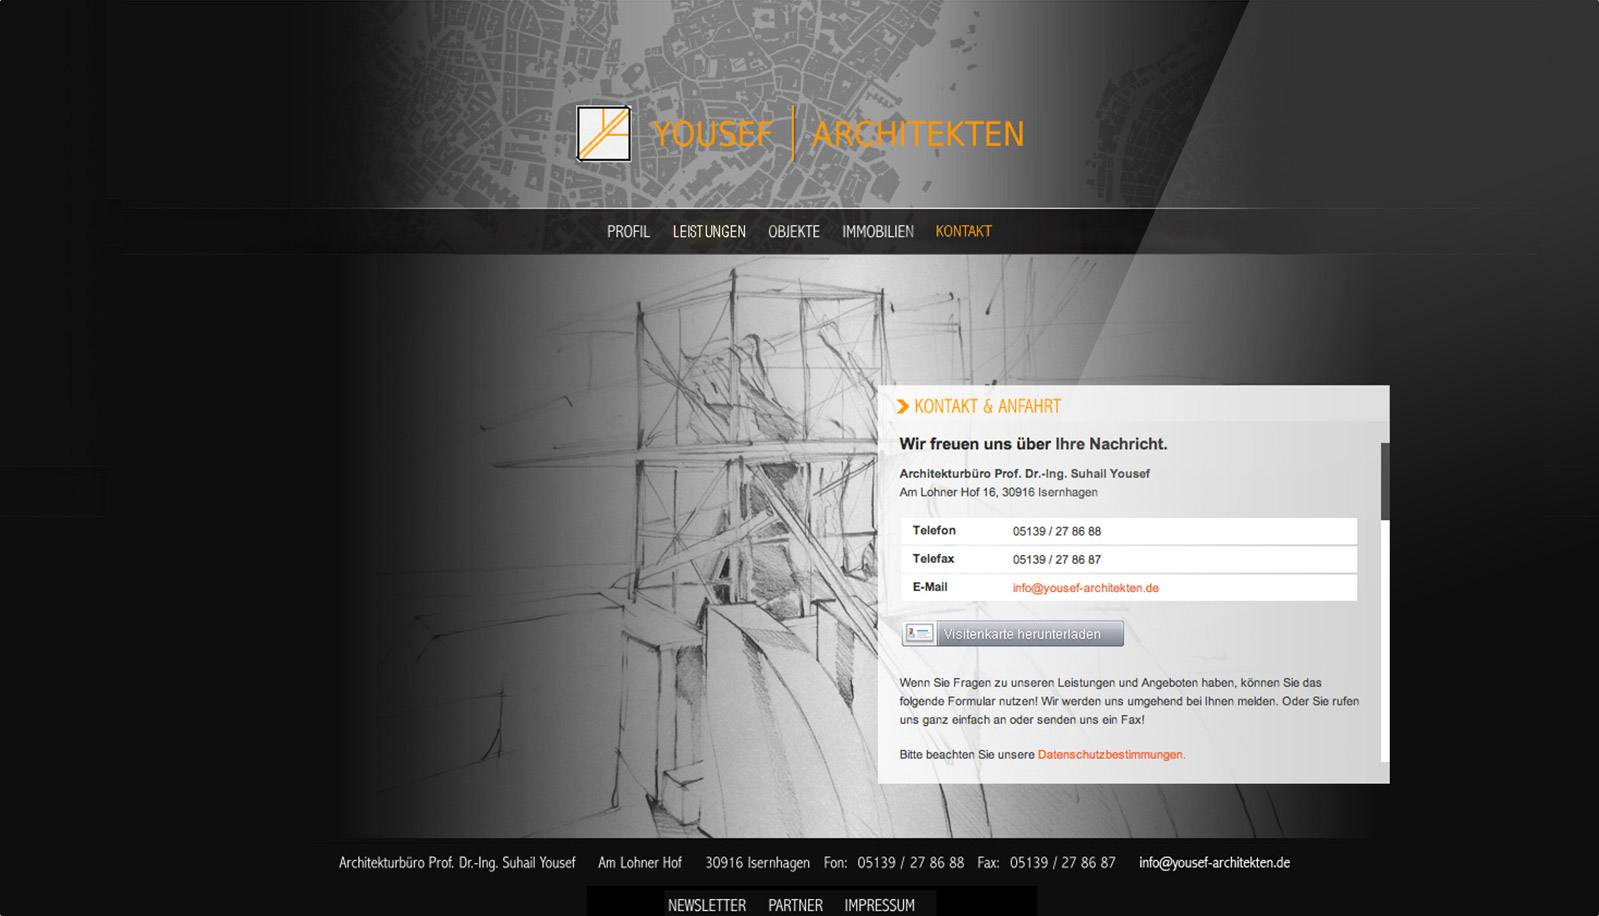 YOUSEF | ARCHITEKTEN
PROFIL LEISTUNGEN OBJEKTE IMMOBILIEN KONTAKT
KONTAKT & ANFAHRT
Wir freuen uns über Ihre Nachricht.
Architekturbüro Prof. Dr.-Ing. Suhail Yousef
Am Lohner Hof 16, 30916 Isernhagen
Telefon 05139 / 27 86 88
Telefax 05139 / 27 86 87
E-Mail info@yousef-architekten.de
Visitenkarte herunterladen
Wenn Sie Fragen zu unseren Leistungen und Angeboten haben, können Sie das
folgende Formular nutzen! Wir werden uns umgehend bei Ihnen melden. Oder Sie rufen
uns ganz einfach an oder senden uns ein Fax!
Bitte beachten Sie unsere Datenschutzbestimmungen.
Architekturbüro Prof. Dr.-Ing. Suhail Yousef Am Lohner Hof 30916 Isernhagen Fon: 05139 / 27 86 88 Fax: 05139 / 27 86 87 info@yousef-architekten.de
NEWSLETTER PARTNER IMPRESSUM